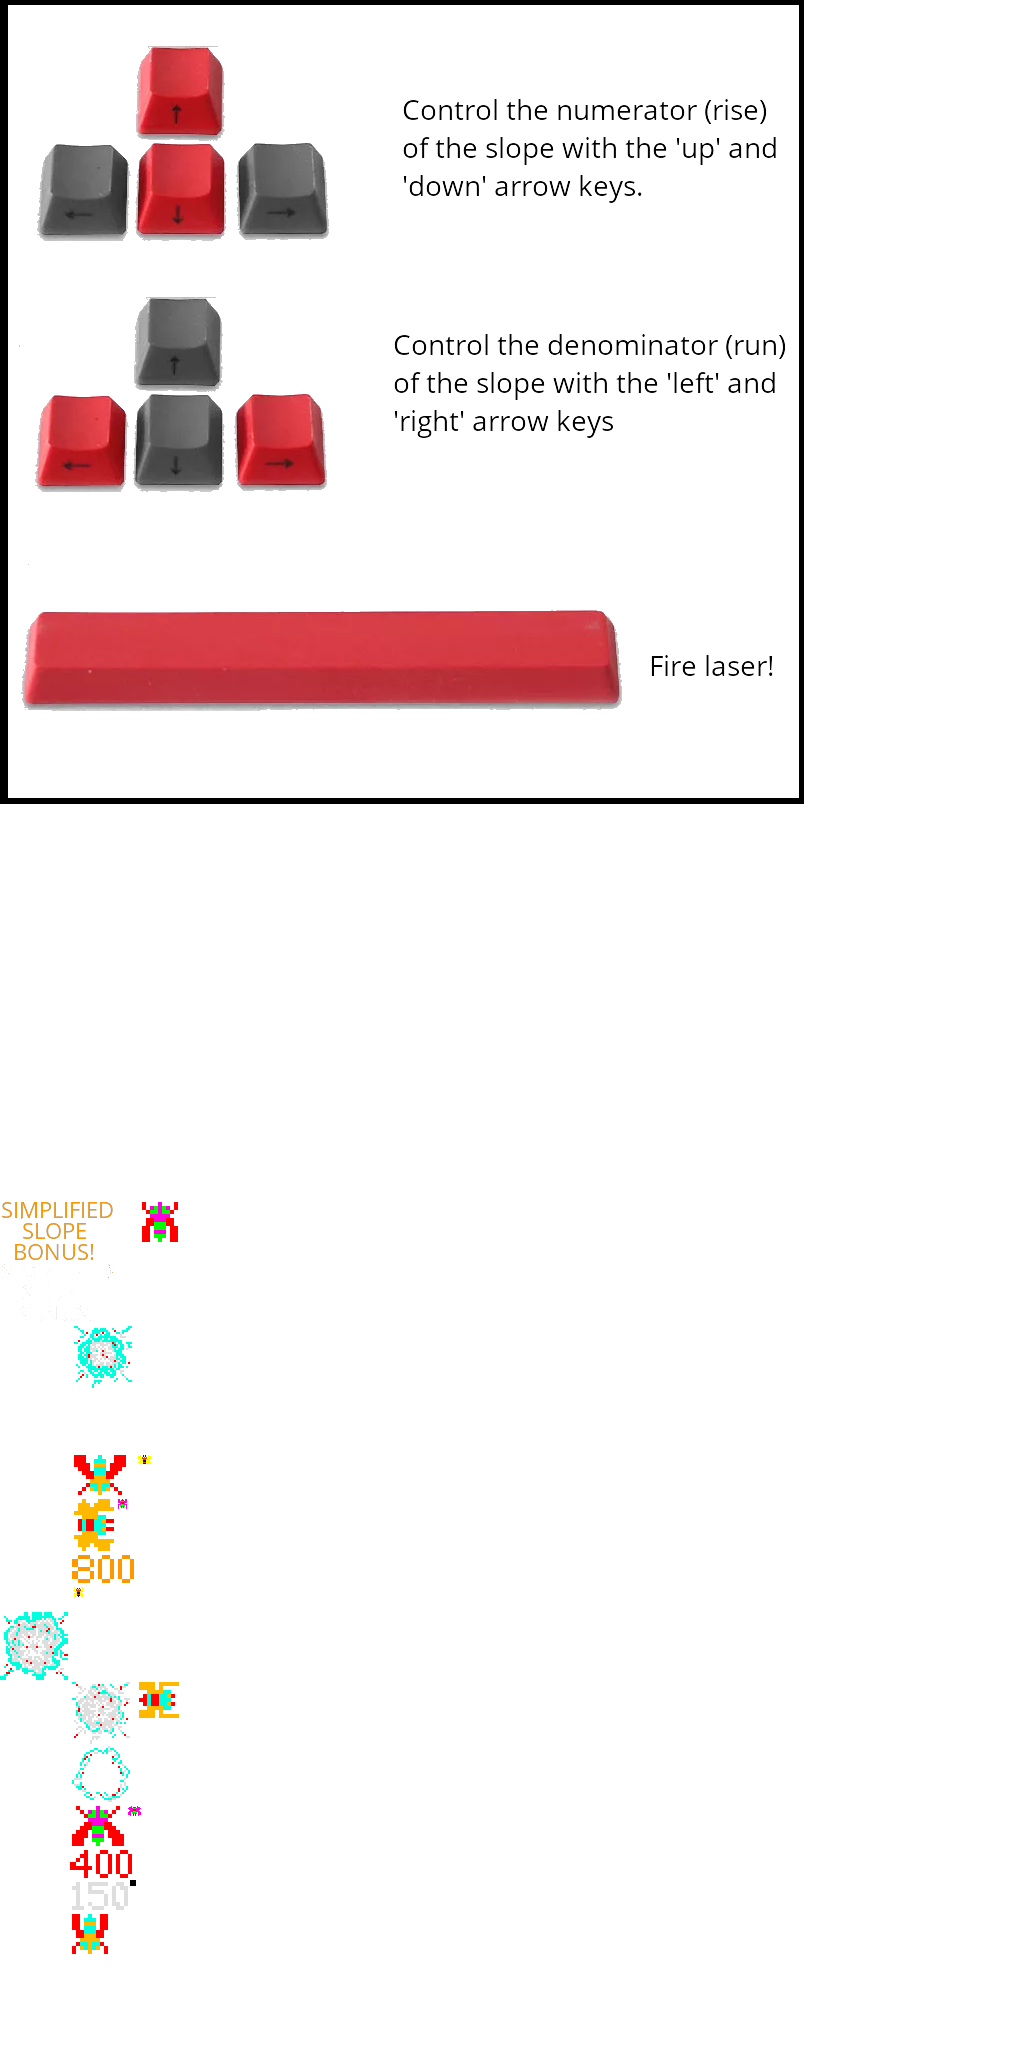 ↑
← ↓ →
Control the numerator (rise)
of the slope with the 'up' and
'down' arrow keys.
↑
← ↓ →
Control the denominator (run)
of the slope with the 'left' and
'right' arrow keys
Fire laser!
SIMPLIFIED
SLOPE
BONUS!
800
400
150